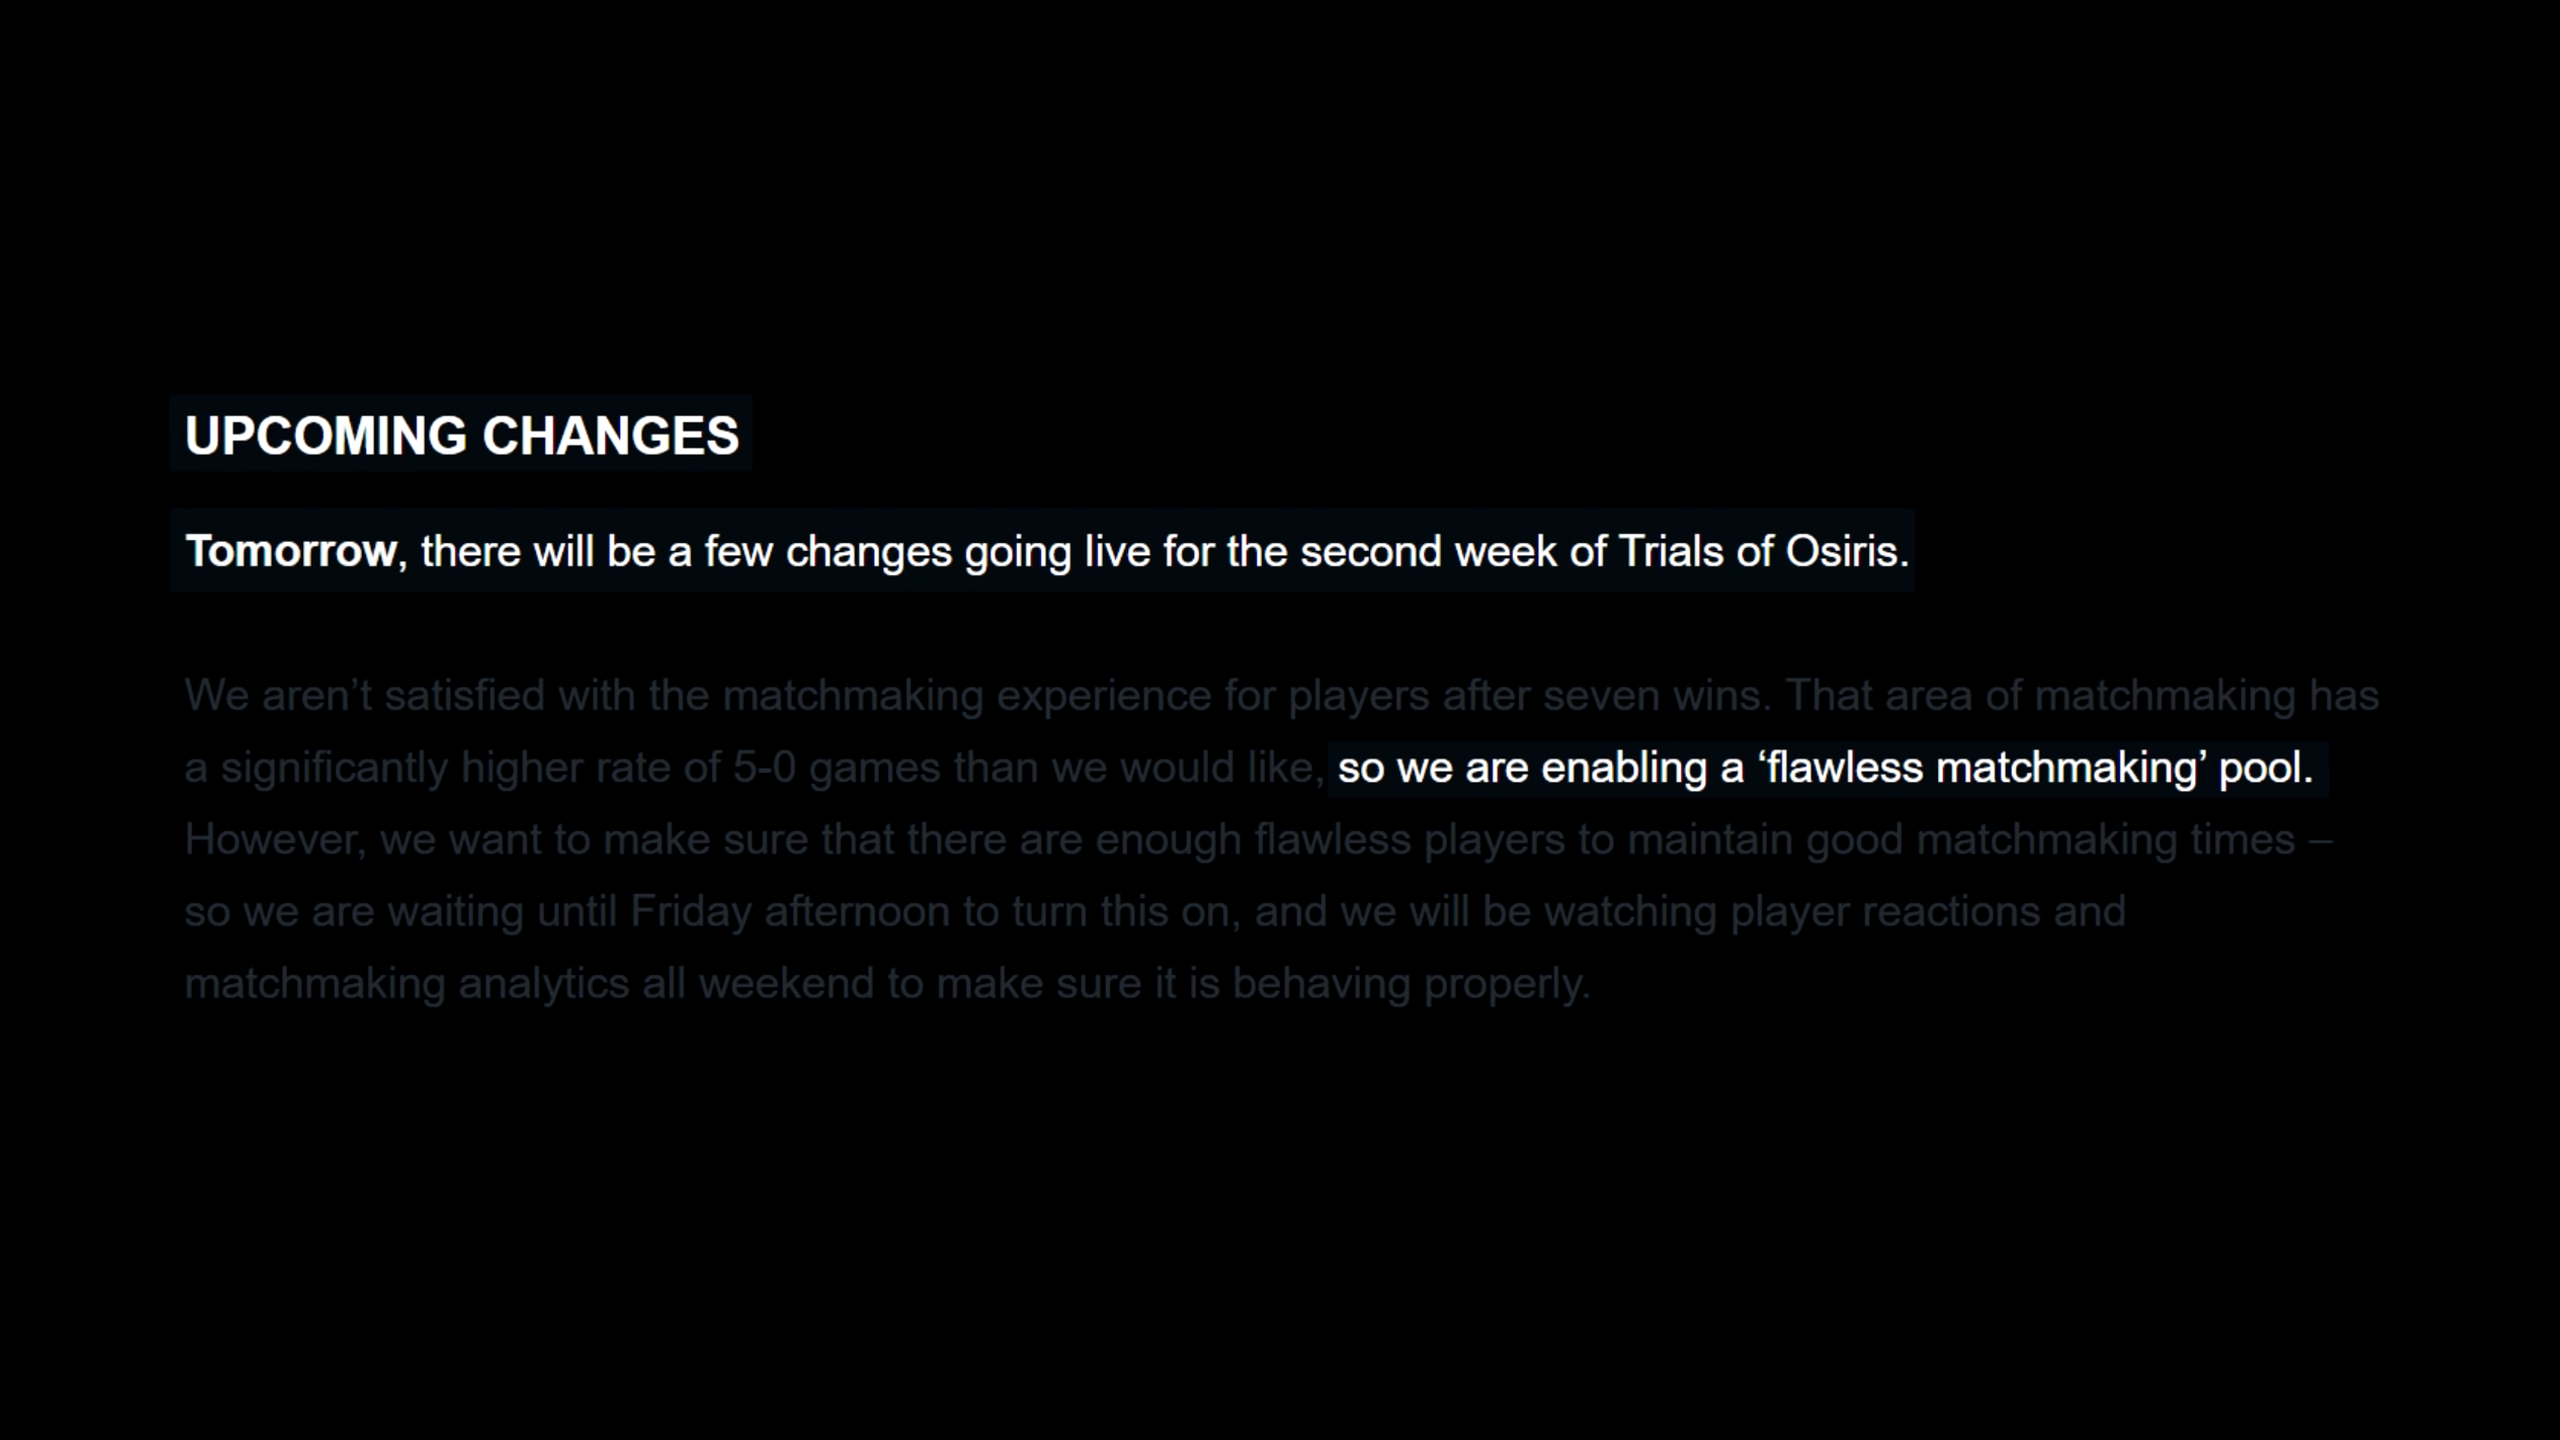 UPCOMING CHANGES
Tomorrow, there will be a few changes going live for the second week of Trials of Osiris.
We aren’t satisfied with the matchmaking experience for players after seven wins. That area of matchmaking has
a significantly higher rate of 5-0 games than we would like, so we are enabling a ‘flawless matchmaking’ pool.
However, we want to make sure that there are enough flawless players to maintain good matchmaking times –
so we are waiting until Friday afternoon to turn this on, and we will be watching player reactions and
matchmaking analytics all weekend to make sure it is behaving properly.